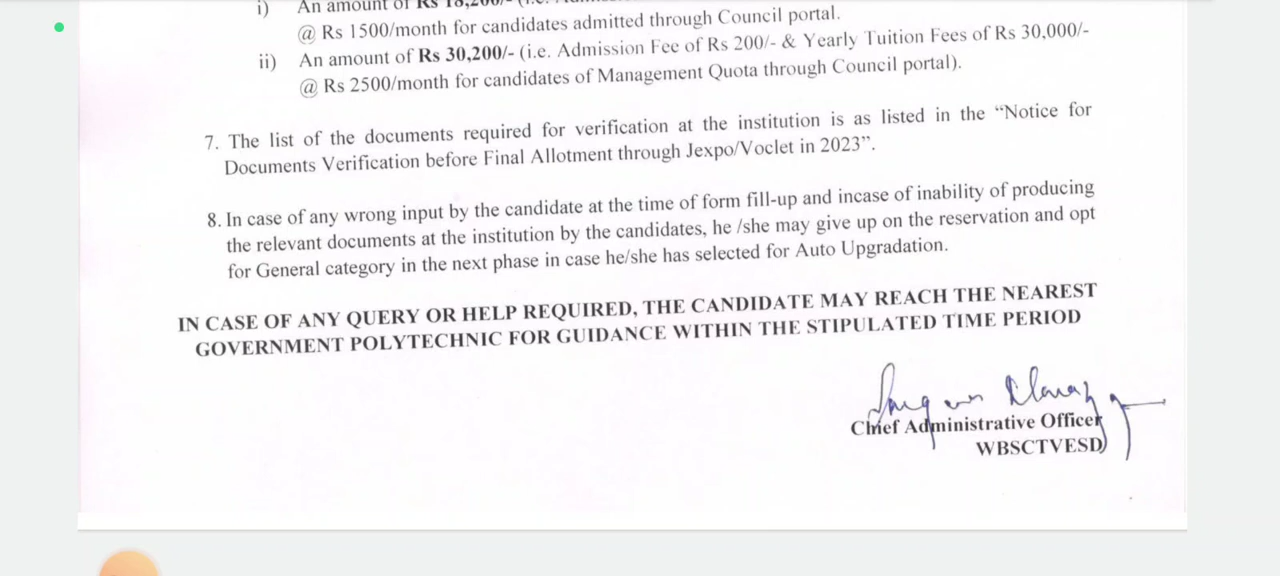 i) An amount of Rs 18,200/- (i.e.
@ Rs 1500/month for candidates admitted through Council portal.
ii) An amount of Rs 30,200/- (i.e. Admission Fee of Rs 200/- & Yearly Tuition Fees of Rs 30,000/-
@ Rs 2500/month for candidates of Management Quota through Council portal).
7. The list of the documents required for verification at the institution is as listed in the “Notice for
Documents Verification before Final Allotment through Jexpo/Voclet in 2023”.
8. In case of any wrong input by the candidate at the time of form fill-up and incase of inability of producing
the relevant documents at the institution by the candidates, he /she may give up on the reservation and opt
for General category in the next phase in case he/she has selected for Auto Upgradation.
IN CASE OF ANY QUERY OR HELP REQUIRED, THE CANDIDATE MAY REACH THE NEAREST
GOVERNMENT POLYTECHNIC FOR GUIDANCE WITHIN THE STIPULATED TIME PERIOD
Chief Administrative Officer
WBSCTVESD